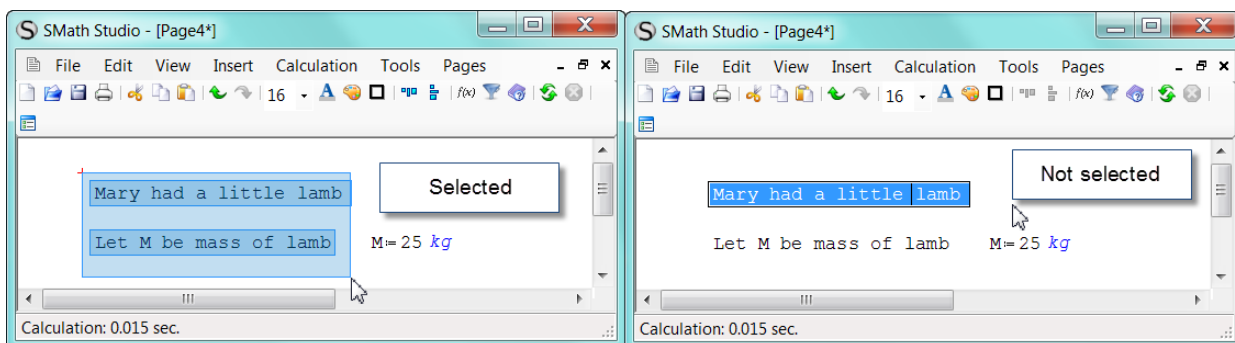 SMath Studio - [Page4*]
File Edit View Insert Calculation Tools Pages
16 A f(x)
Mary had a little lamb
Selected
Let M be mass of lamb M≔25 kg
Calculation: 0.015 sec.
SMath Studio - [Page4*]
File Edit View Insert Calculation Tools Pages
16 A f(x)
Not selected
Mary had a little lamb
Let M be mass of lamb M≔25 kg
Calculation: 0.015 sec.